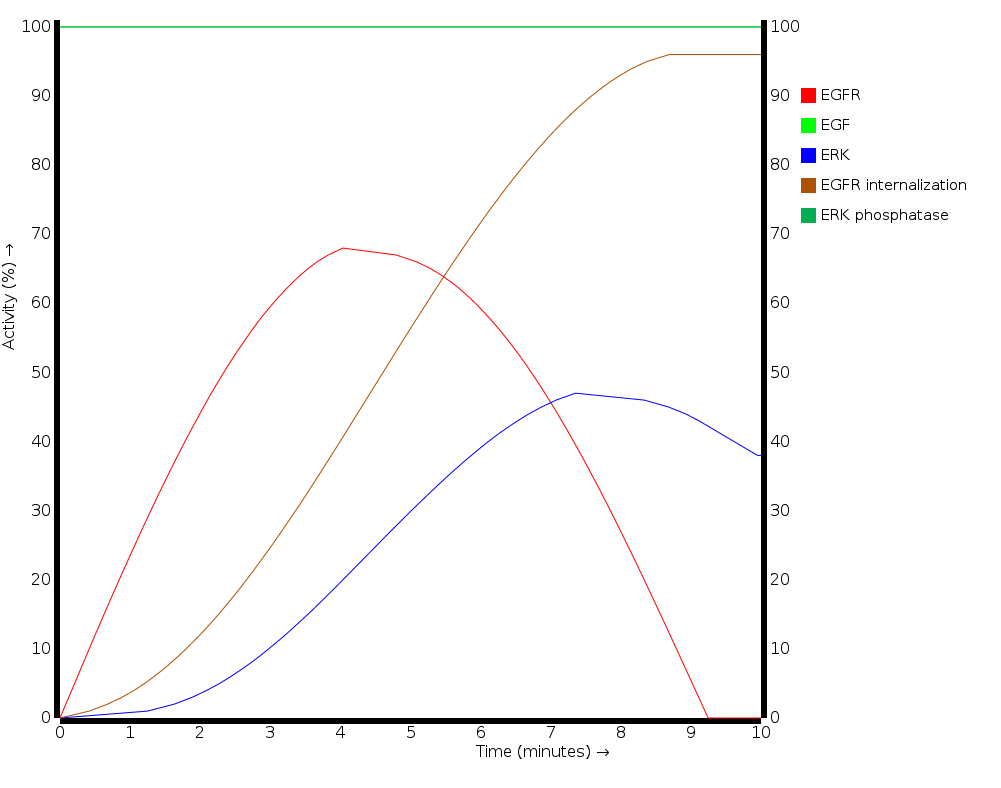 100 100
90 90
EGFR
EGF
80 80
ERK
EGFR internalization
ERK phosphatase
70 70
60 60
50 50
40 40
30 30
20 20
10 10
0 0
Activity (%) →
0 1 2 3 4 5 6 7 8 9 10
Time (minutes) →